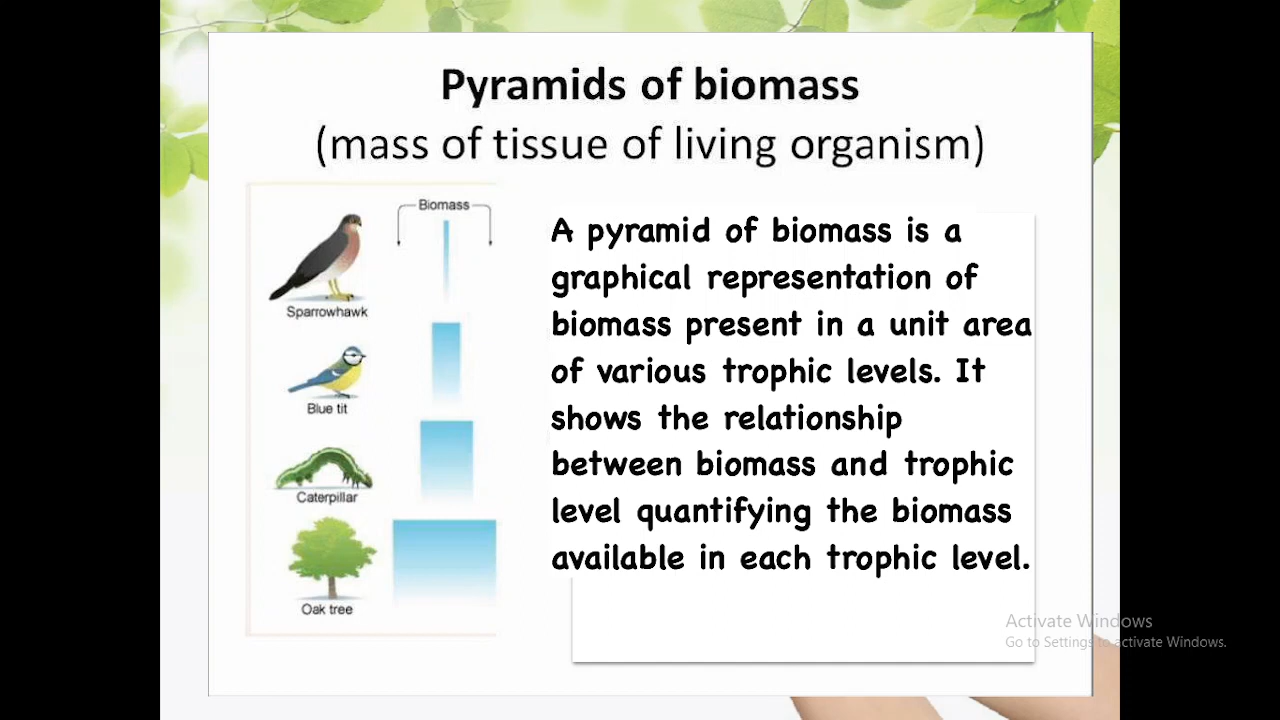 Pyramids of biomass
(mass of tissue of living organism)
Biomass
Sparrowhawk
Blue tit
Caterpillar
Oak tree
A pyramid of biomass is a
graphical representation of
biomass present in a unit area
of various trophic levels. It
shows the relationship
between biomass and trophic
level quantifying the biomass
available in each trophic level.
Activate Windows
Go to Settings to activate Windows.